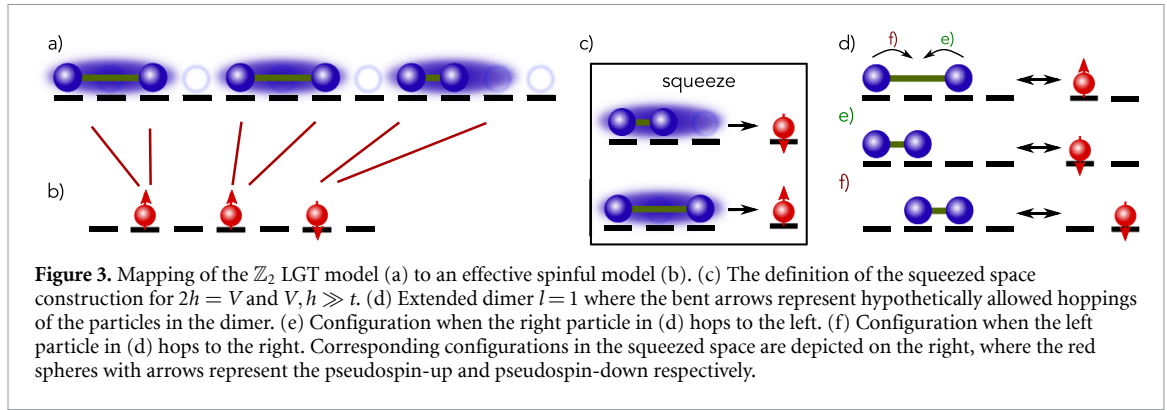 a)
c)
d)
f)
e)
squeeze
e)
b)
f)
Figure 3. Mapping of the ℤ₂ LGT model (a) to an effective spinful model (b). (c) The definition of the squeezed space
construction for 2h = V and V, h ≫ t. (d) Extended dimer l = 1 where the bent arrows represent hypothetically allowed hoppings
of the particles in the dimer. (e) Configuration when the right particle in (d) hops to the left. (f) Configuration when the left
particle in (d) hops to the right. Corresponding configurations in the squeezed space are depicted on the right, where the red
spheres with arrows represent the pseudospin-up and pseudospin-down respectively.